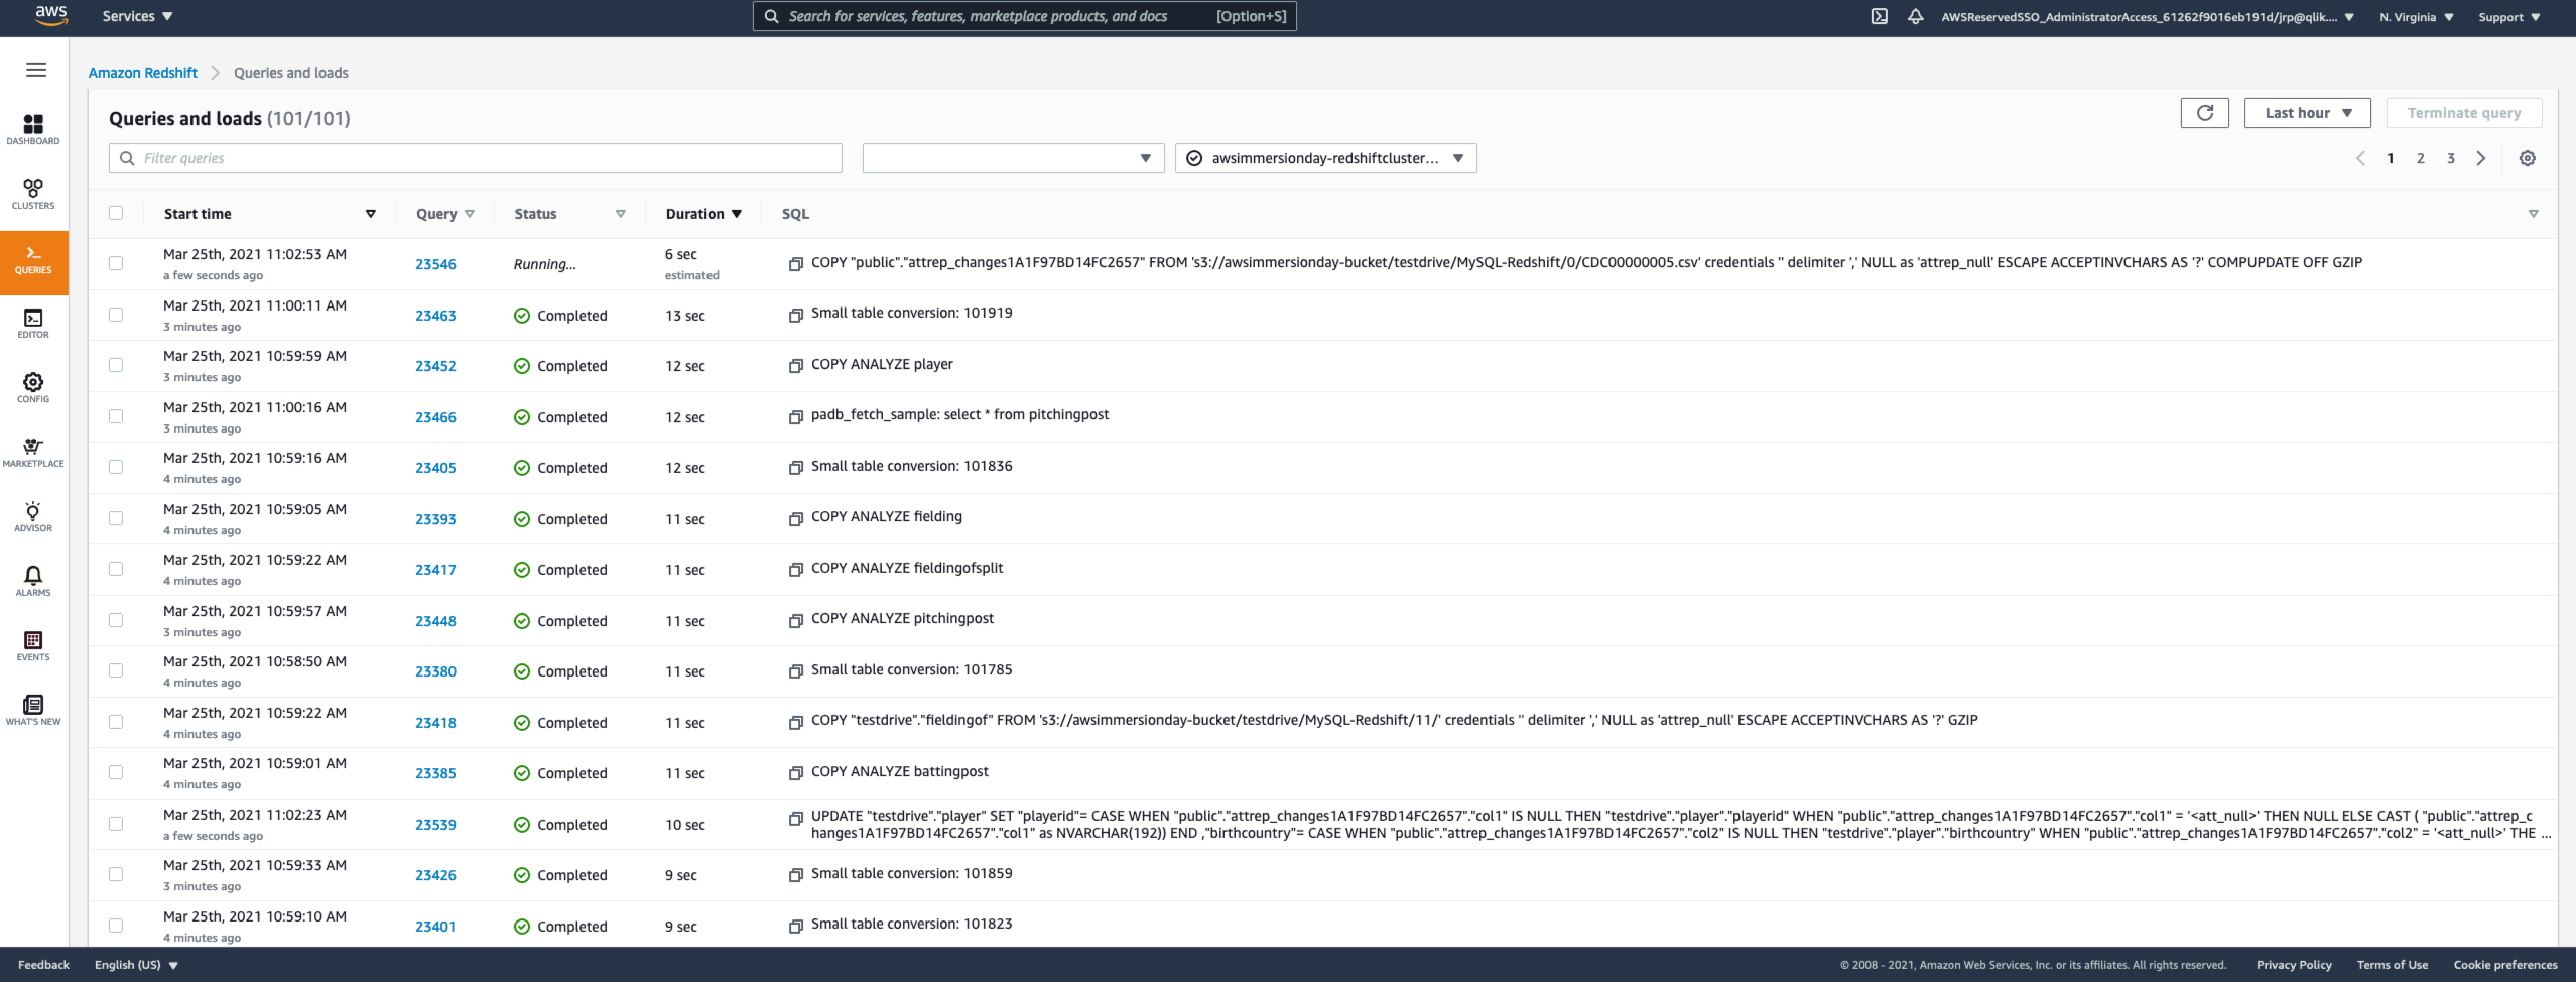 aws
Services
Search for services, features, marketplace products, and docs [Option+S]
AWSReservedSSO_AdministratorAccess_61262f9016eb191d/jrp@qlik....
N. Virginia
Support
Amazon Redshift
Queries and loads
DASHBOARD
CLUSTERS
QUERIES
EDITOR
CONFIG
MARKETPLACE
ADVISOR
ALARMS
EVENTS
WHAT'S NEW
Queries and loads (101/101)
Last hour
Terminate query
Filter queries
awsimmersionday-redshiftcluster...
1 2 3
Start time Query Status Duration SQL
Mar 25th, 2021 11:02:53 AM
a few seconds ago
23546 Running... 6 sec
estimated
COPY "public"."attrep_changes1A1F97BD14FC2657" FROM 's3://awsimmersionday-bucket/testdrive/MySQL-Redshift/0/CDC00000005.csv' credentials '' delimiter ',' NULL as 'attrep_null' ESCAPE ACCEPTINVCHARS AS '?' COMPUPDATE OFF GZIP
Mar 25th, 2021 11:00:11 AM
3 minutes ago
23463 Completed 13 sec Small table conversion: 101919
Mar 25th, 2021 10:59:59 AM
3 minutes ago
23452 Completed 12 sec COPY ANALYZE player
Mar 25th, 2021 11:00:16 AM
3 minutes ago
23466 Completed 12 sec padb_fetch_sample: select * from pitchingpost
Mar 25th, 2021 10:59:16 AM
4 minutes ago
23405 Completed 12 sec Small table conversion: 101836
Mar 25th, 2021 10:59:05 AM
4 minutes ago
23393 Completed 11 sec COPY ANALYZE fielding
Mar 25th, 2021 10:59:22 AM
4 minutes ago
23417 Completed 11 sec COPY ANALYZE fieldingofsplit
Mar 25th, 2021 10:59:57 AM
3 minutes ago
23448 Completed 11 sec COPY ANALYZE pitchingpost
Mar 25th, 2021 10:58:50 AM
4 minutes ago
23380 Completed 11 sec Small table conversion: 101785
Mar 25th, 2021 10:59:22 AM
4 minutes ago
23418 Completed 11 sec COPY "testdrive"."fieldingof" FROM 's3://awsimmersionday-bucket/testdrive/MySQL-Redshift/11/' credentials '' delimiter ',' NULL as 'attrep_null' ESCAPE ACCEPTINVCHARS AS '?' GZIP
Mar 25th, 2021 10:59:01 AM
4 minutes ago
23385 Completed 11 sec COPY ANALYZE battingpost
Mar 25th, 2021 11:02:23 AM
a few seconds ago
23539 Completed 10 sec
UPDATE "testdrive"."player" SET "playerid"= CASE WHEN "public"."attrep_changes1A1F97BD14FC2657"."col1" IS NULL THEN "testdrive"."player"."playerid" WHEN "public"."attrep_changes1A1F97BD14FC2657"."col1" = '<att_null>' THEN NULL ELSE CAST ( "public"."attrep_c
hanges1A1F97BD14FC2657"."col1" as NVARCHAR(192)) END ,"birthcountry"= CASE WHEN "public"."attrep_changes1A1F97BD14FC2657"."col2" IS NULL THEN "testdrive"."player"."birthcountry" WHEN "public"."attrep_changes1A1F97BD14FC2657"."col2" = '<att_null>' THE ...
Mar 25th, 2021 10:59:33 AM
3 minutes ago
23426 Completed 9 sec Small table conversion: 101859
Mar 25th, 2021 10:59:10 AM
4 minutes ago
23401 Completed 9 sec Small table conversion: 101823
Feedback English (US)
© 2008 - 2021, Amazon Web Services, Inc. or its affiliates. All rights reserved. Privacy Policy Terms of Use Cookie preferences